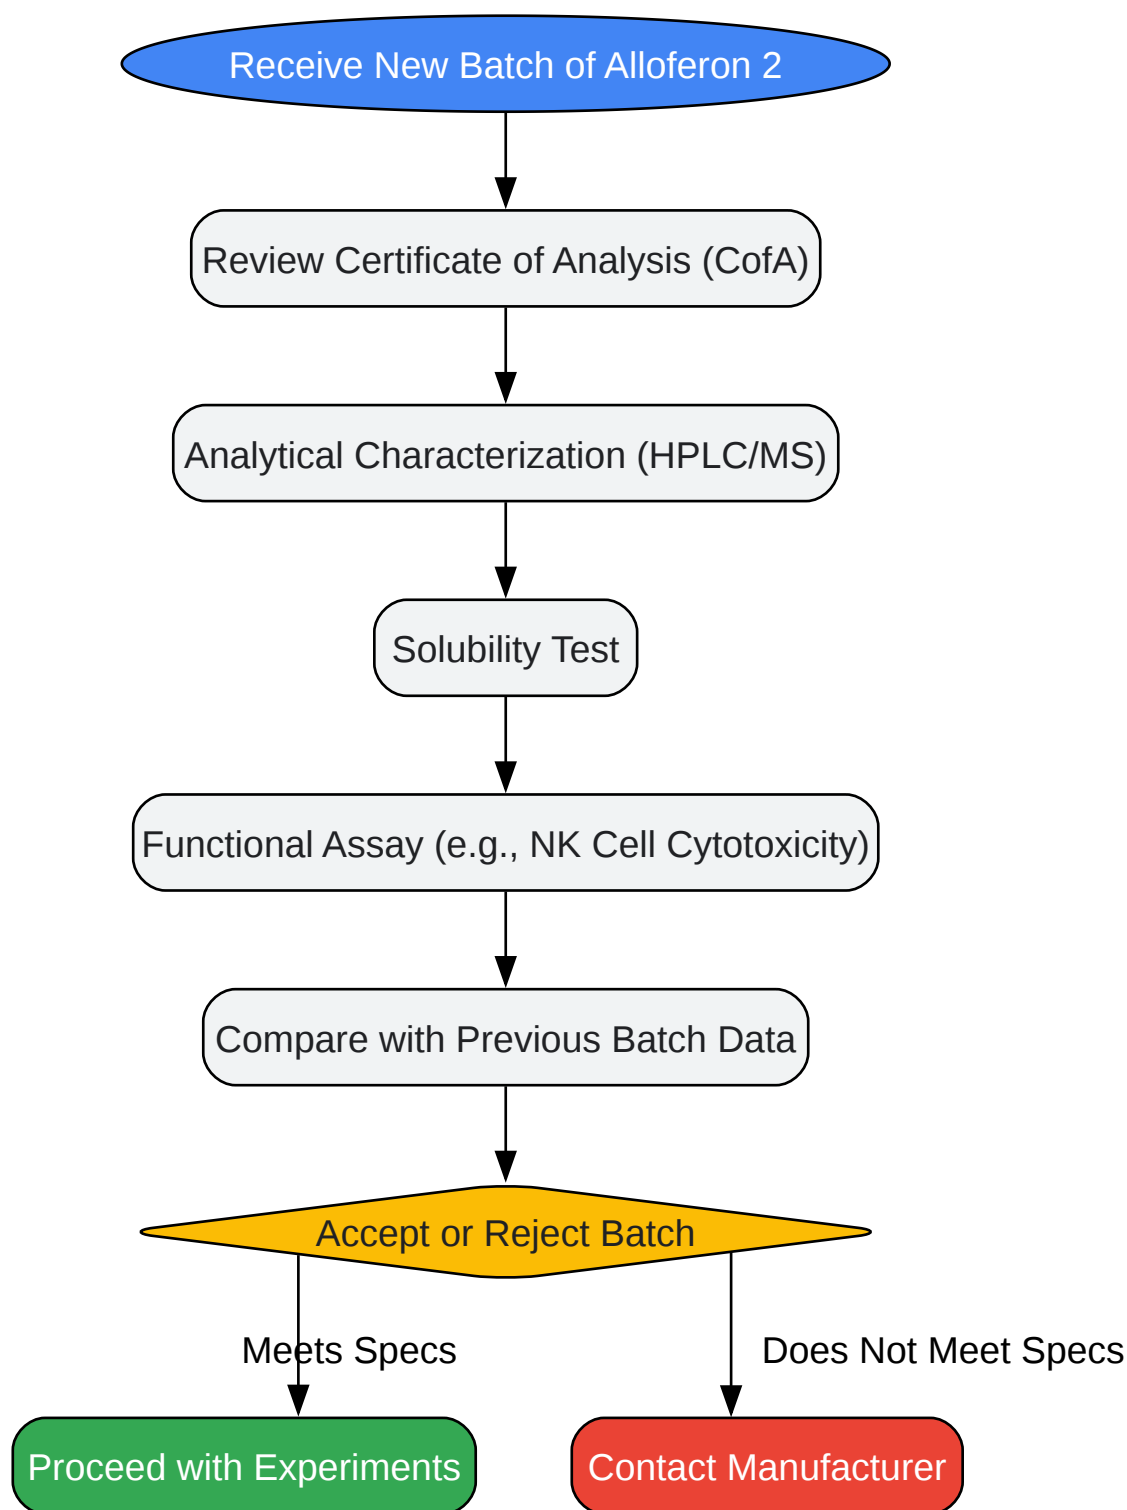 Receive New Batch of Alloferon 2
Review Certificate of Analysis (CofA)
Analytical Characterization (HPLC/MS)
Solubility Test
Functional Assay (e.g., NK Cell Cytotoxicity)
Compare with Previous Batch Data
Accept or Reject Batch
Meets Specs
Does Not Meet Specs
Proceed with Experiments
Contact Manufacturer